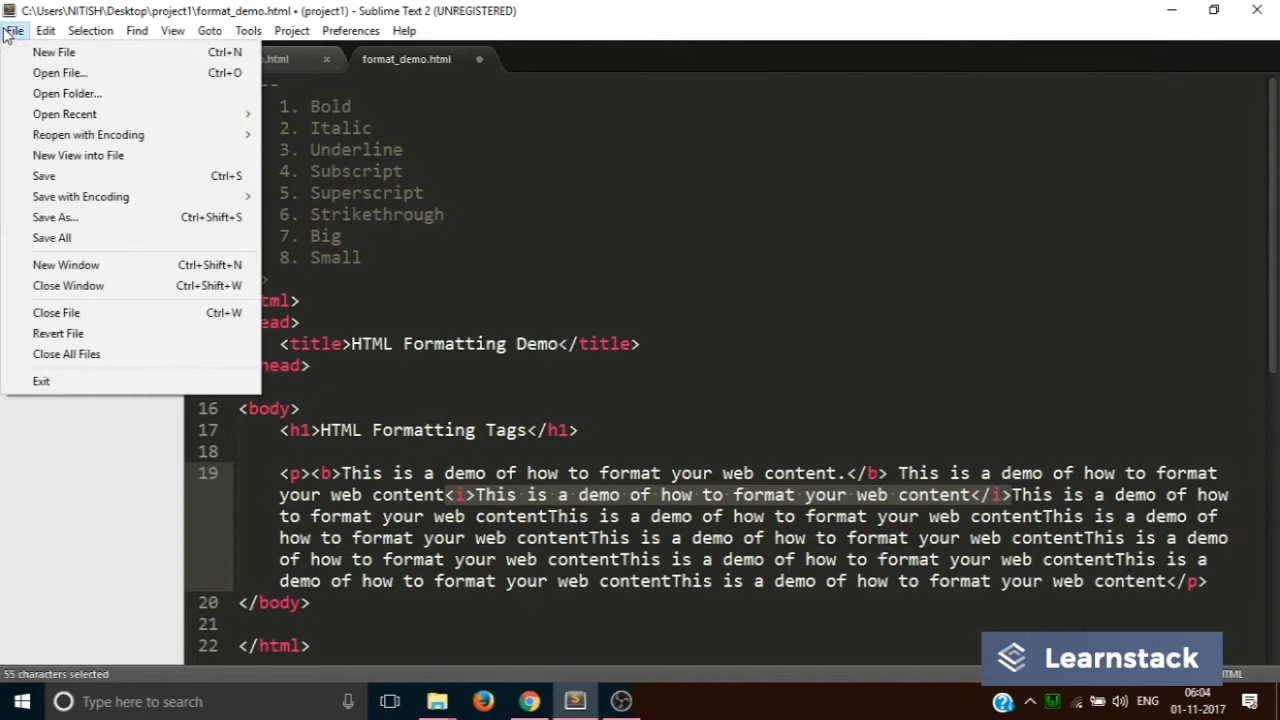 C:\Users\NITISH\Desktop\project1\format_demo.html • (project1) - Sublime Text 2 (UNREGISTERED)
File Edit Selection Find View Goto Tools Project Preferences Help
New File Ctrl+N
Open File... Ctrl+O
Open Folder...
Open Recent
Reopen with Encoding
New View into File
Save Ctrl+S
Save with Encoding
Save As... Ctrl+Shift+S
Save All
New Window Ctrl+Shift+N
Close Window Ctrl+Shift+W
Close File Ctrl+W
Revert File
Close All Files
Exit
.html × format_demo.html
--
1. Bold
2. Italic
3. Underline
4. Subscript
5. Superscript
6. Strikethrough
7. Big
8. Small
>
tml>
ead>
<title>HTML Formatting Demo</title>
head>
16 <body>
17 <h1>HTML Formatting Tags</h1>
18
19 <p><b>This is a demo of how to format your web content.</b> This is a demo of how to format
your web content<i>This is a demo of how to format your web content</i>This is a demo of how
to format your web contentThis is a demo of how to format your web contentThis is a demo of
how to format your web contentThis is a demo of how to format your web contentThis is a demo
of how to format your web contentThis is a demo of how to format your web contentThis is a
demo of how to format your web contentThis is a demo of how to format your web content</p>
20 </body>
21
22 </html>
Learnstack
55 characters selected
HTML
Type here to search
ENG
06:04
01-11-2017